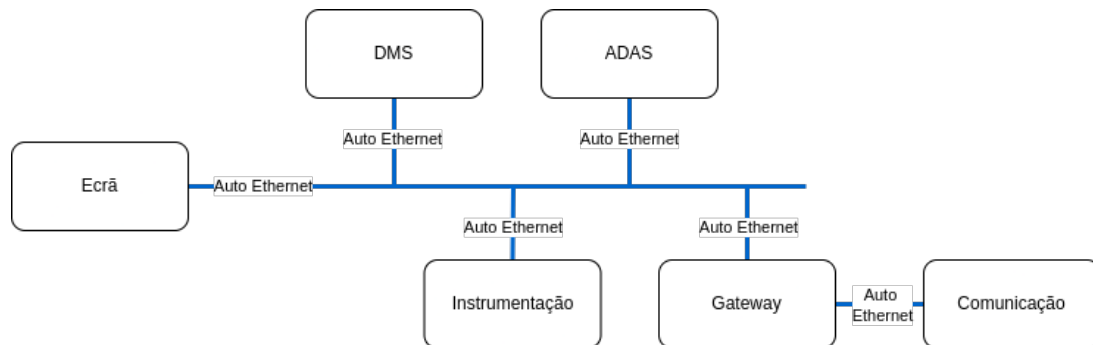 DMS
ADAS
Auto Ethernet
Auto Ethernet
Ecrã
Auto Ethernet
Auto Ethernet
Auto Ethernet
Instrumentação
Gateway
Auto
Ethernet
Comunicação